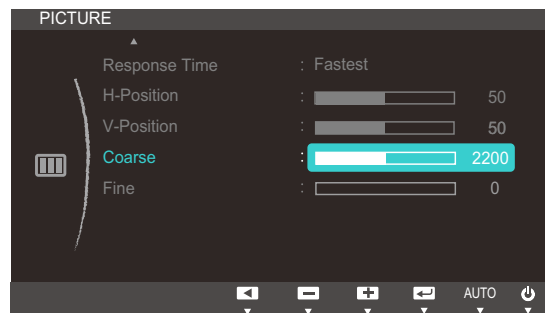 PICTURE
Response Time : Fastest
H-Position : 50
V-Position : 50
Coarse : 2200
Fine : 0
AUTO